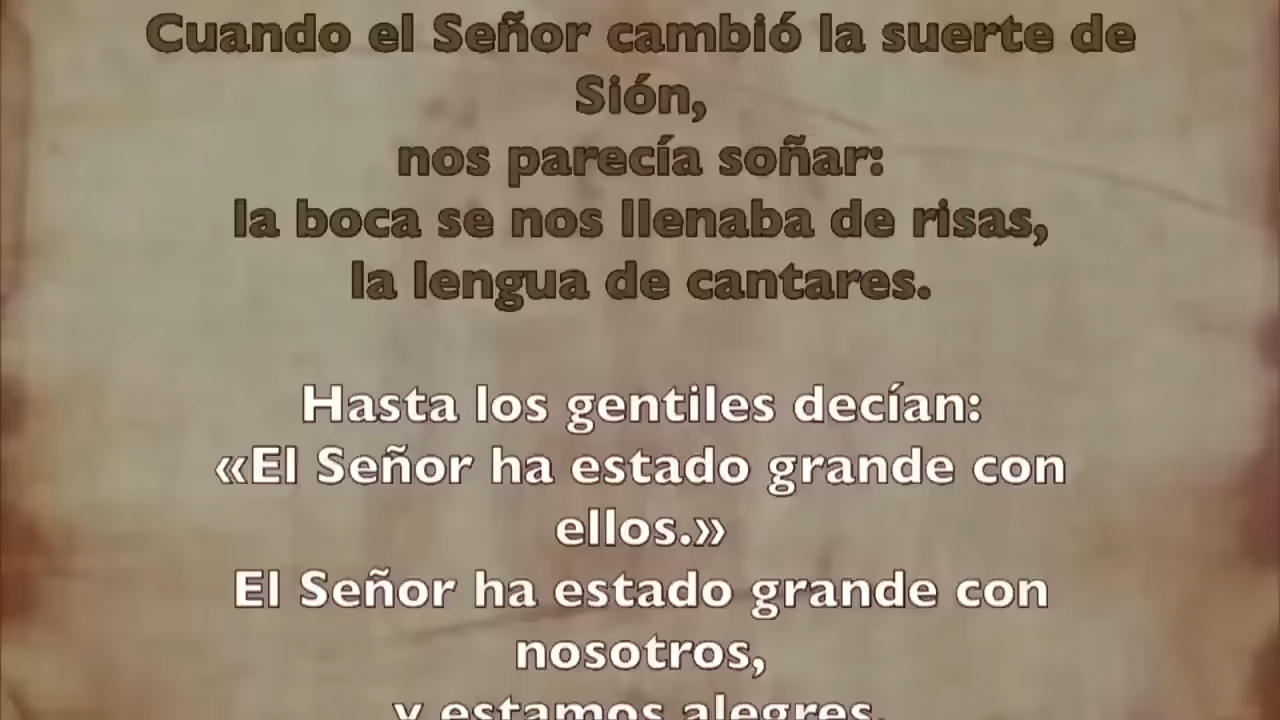 Cuando el Señor cambió la suerte de
Sión,
nos parecía soñar:
la boca se nos llenaba de risas,
la lengua de cantares.
Hasta los gentiles decían:
«El Señor ha estado grande con
ellos.»
El Señor ha estado grande con
nosotros,
y estamos alegres.